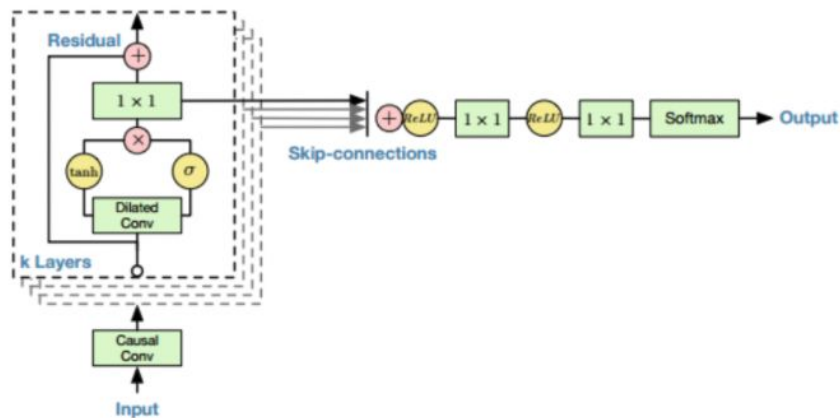 Residual
+
1 × 1
×
tanh
σ
Dilated
Conv
k Layers
Causal
Conv
Input
Skip-connections
+
ReLU
1 × 1
ReLU
1 × 1
Softmax
Output